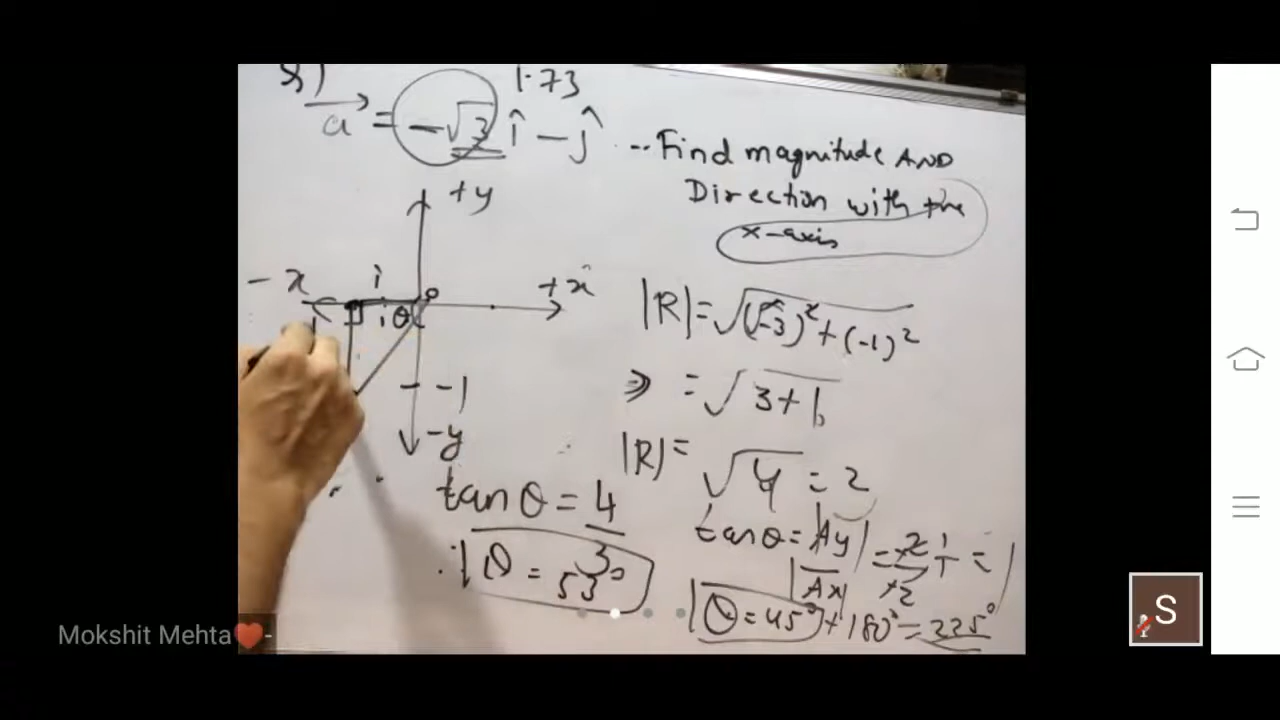 1.73
a = -√3 î - ĵ
-- Find magnitude AND
Direction with the
x-axis
+y
- x
i
+x
|R| = √(√-3)² + (-1)²
i θ
⇒ = √3+1
-1
-y
|R| = √4 = 2
tan θ = 4
3
∴ θ = 53°
tan θ = |Ay|
|Ax|
= 1
θ = 45° + 180° = 225°
Mokshit Mehta❤️-
S